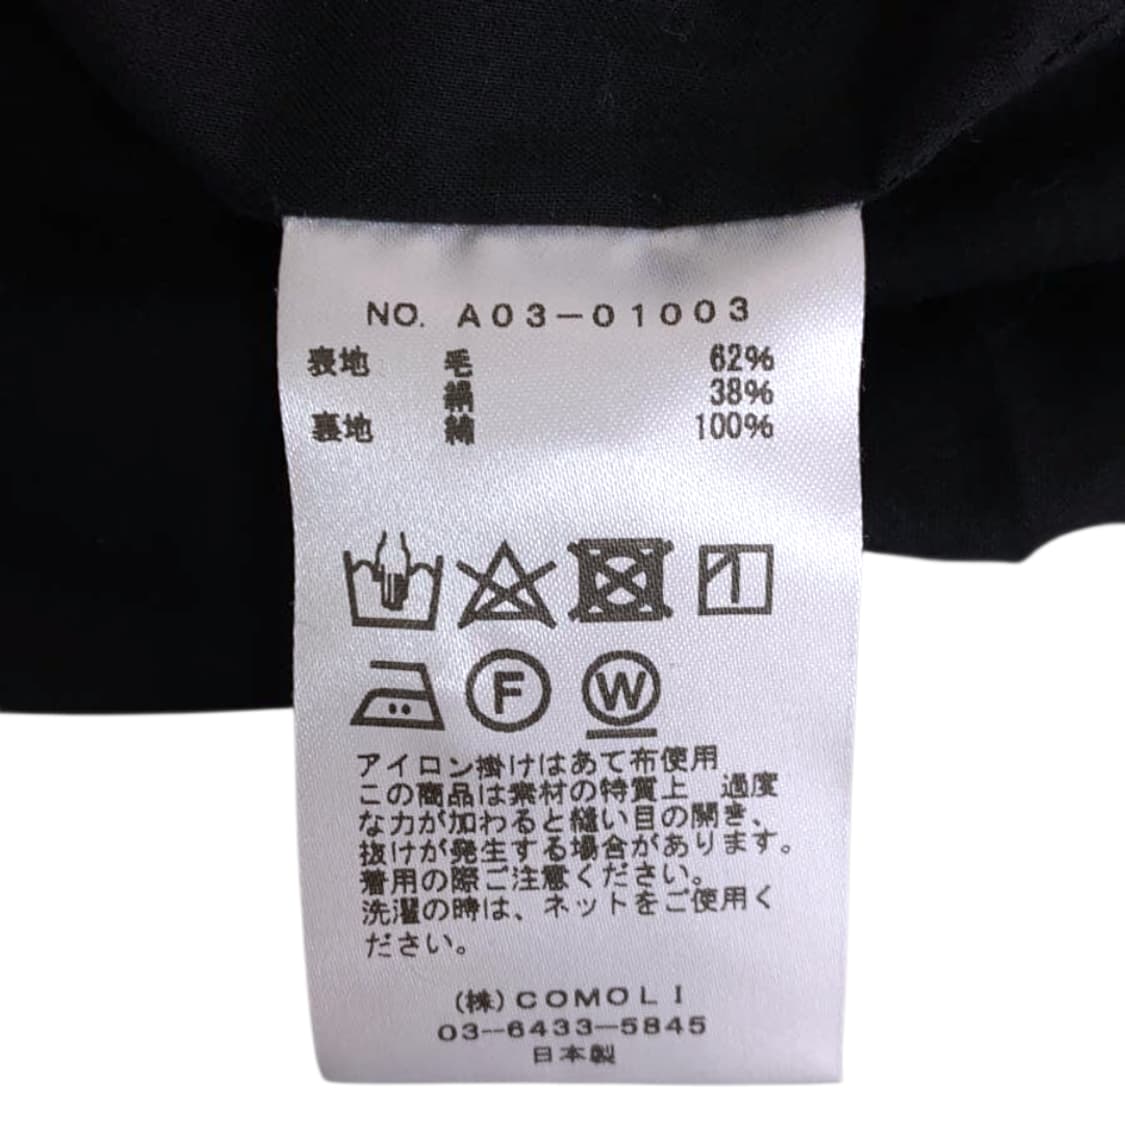 NO. A03-01003
表地 毛 62%
絹 38%
裏地 綿 100%
F W
アイロン掛けはあて布使用
この商品は素材の特質上 過度
な力が加わると縫い目の開き、
抜けが発生する場合があります。
着用の際ご注意ください。
洗濯の時は、ネットをご使用く
ださい。
(株)COMOLI
03-6433-5845
日本製